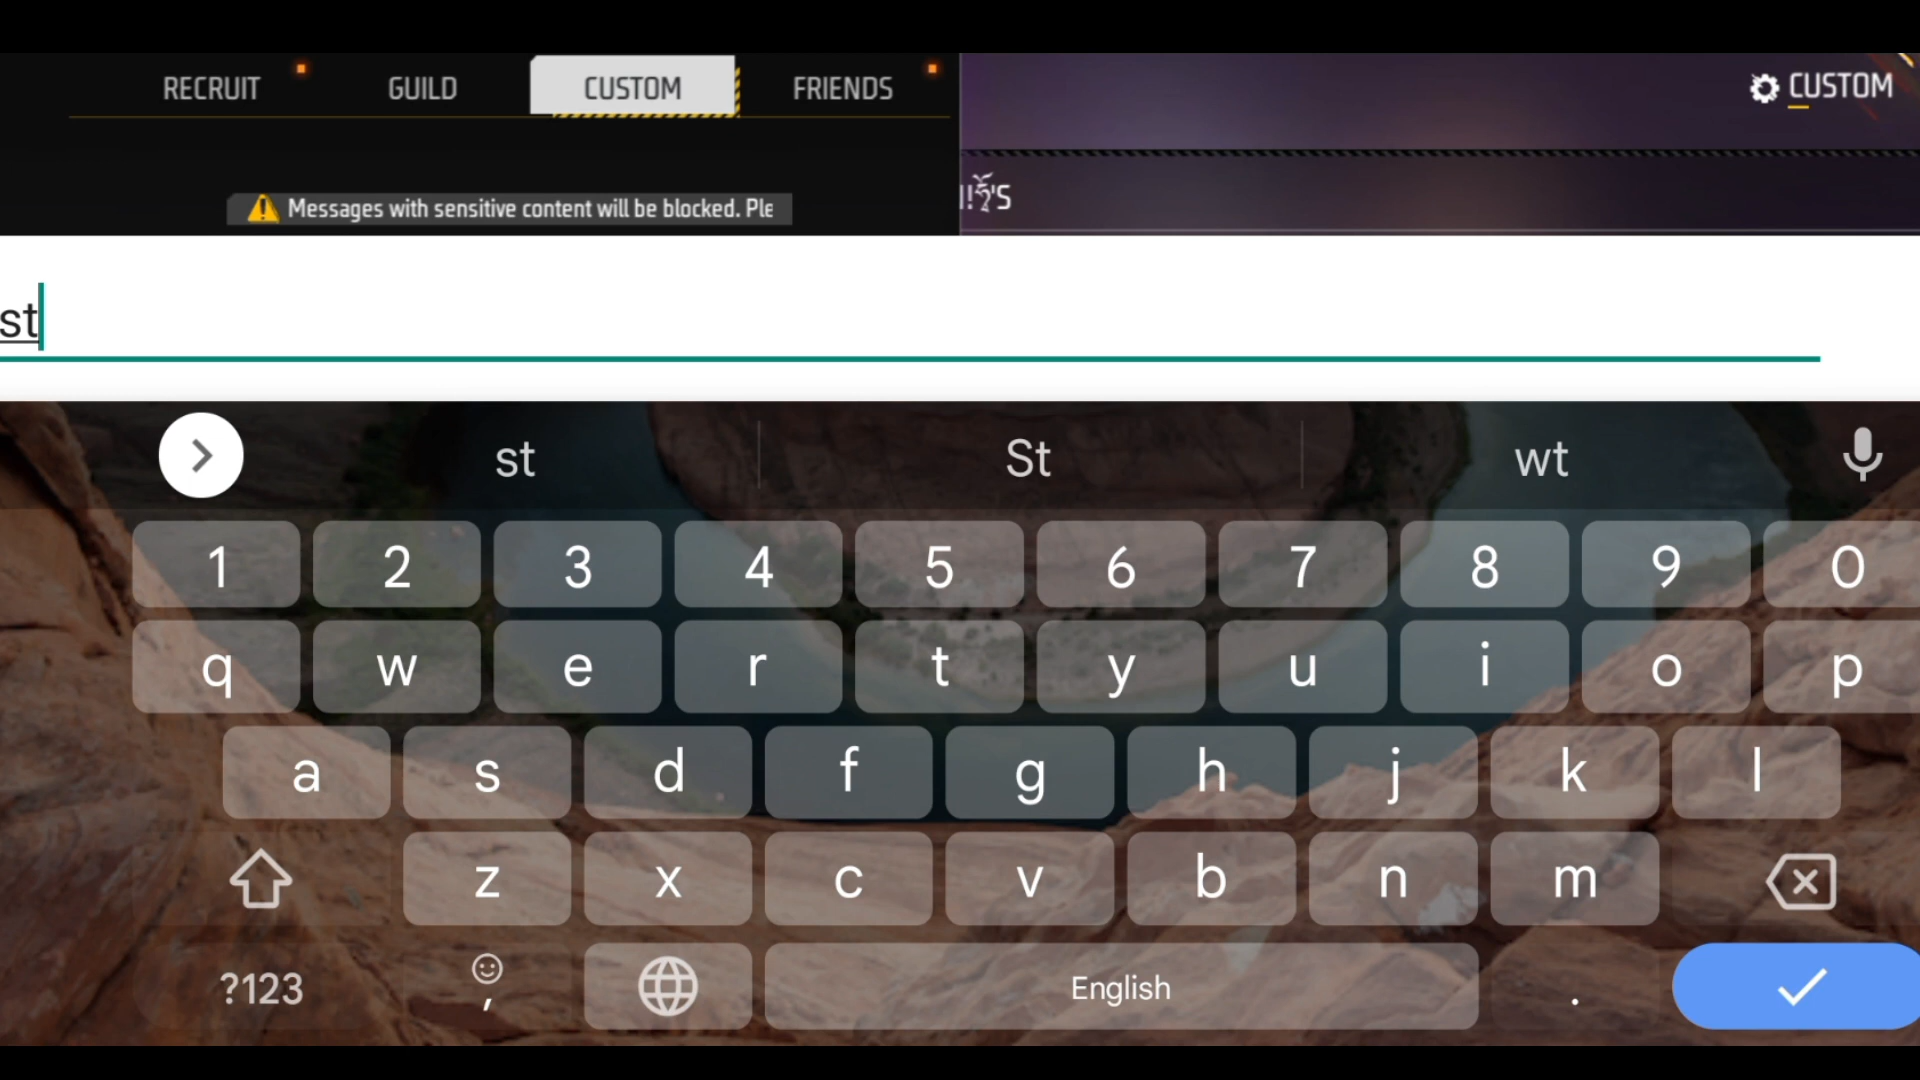 RECRUIT GUILD CUSTOM FRIENDS
CUSTOM
Messages with sensitive content will be blocked. Ple
st
st St wt
1 2 3 4 5 6 7 8 9 0
q w e r t y u i o p
a s d f g h j k l
z x c v b n m
?123 , English .